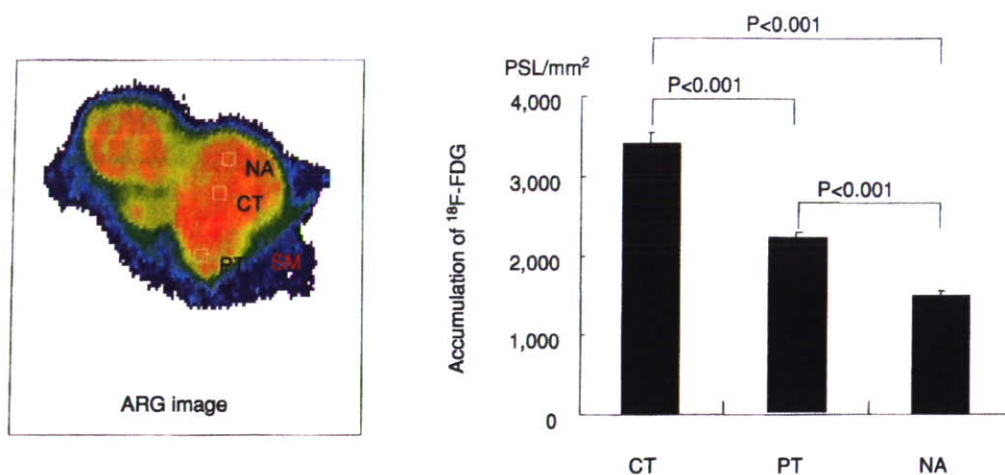 NA
CT
PT
SM
ARG image
P<0.001
PSL/mm²
P<0.001
P<0.001
4,000
3,000
2,000
1,000
0
Accumulation of ¹⁸F-FDG
CT PT NA